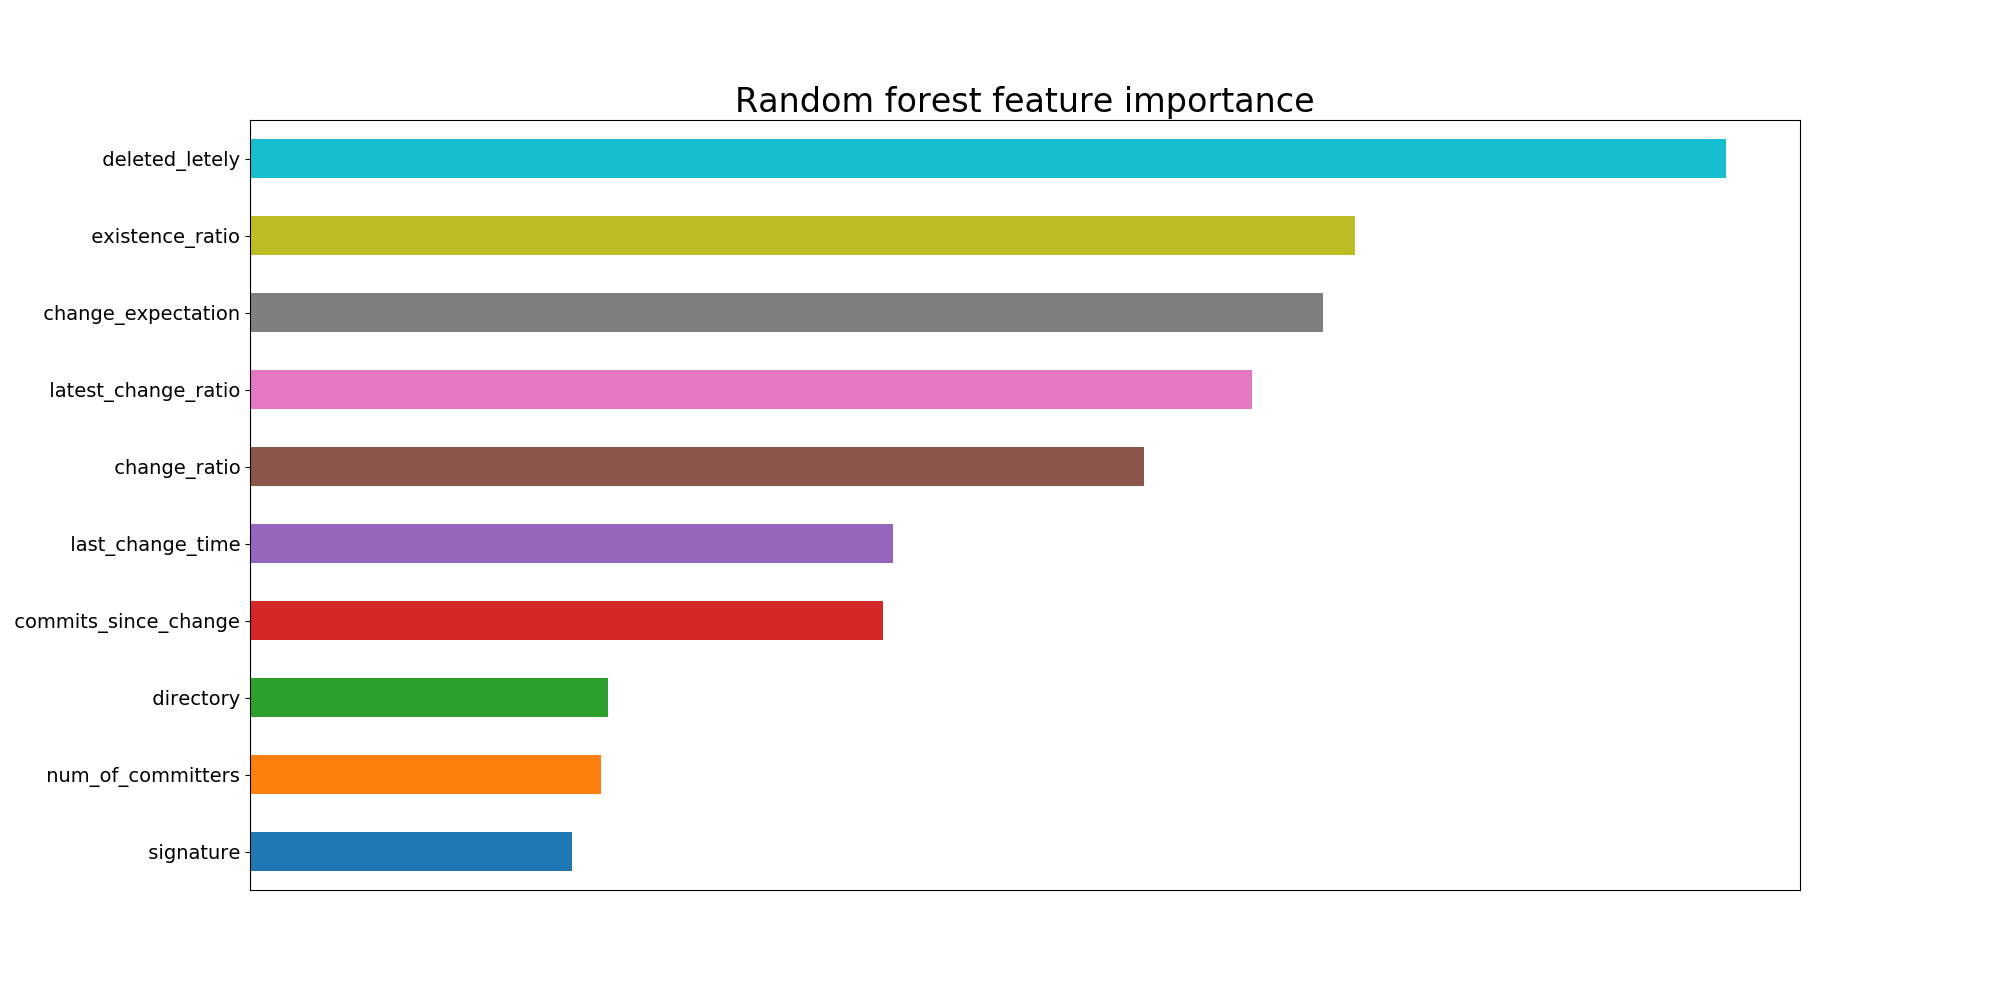 Random forest feature importance
deleted_letely
existence_ratio
change_expectation
latest_change_ratio
change_ratio
last_change_time
commits_since_change
directory
num_of_committers
signature